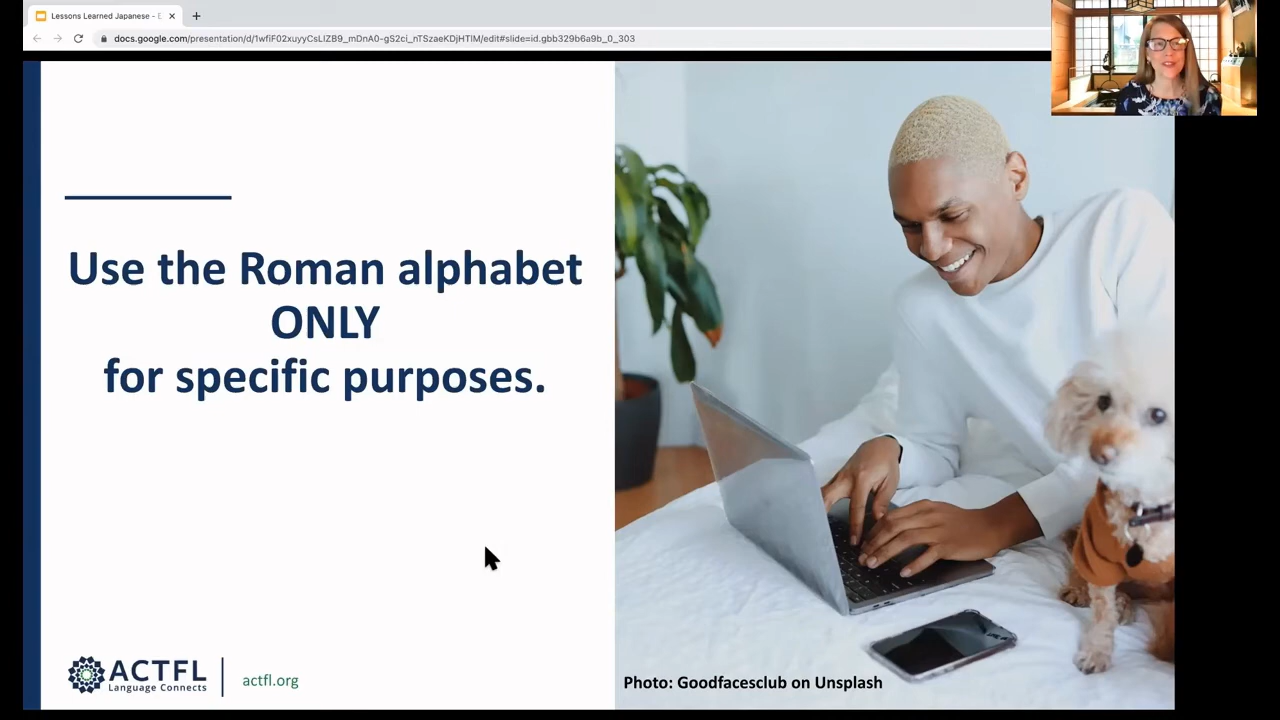 Lessons Learned Japanese - E
docs.google.com/presentation/d/1wfiF02xuyyCsLIZB9_mDnA0-gS2ci_nTSzaeKDjHTlM/edit#slide=id.gbb329b6a9b_0_303
Use the Roman alphabet
ONLY
for specific purposes.
ACTFL
Language Connects
actfl.org
Photo: Goodfacesclub on Unsplash